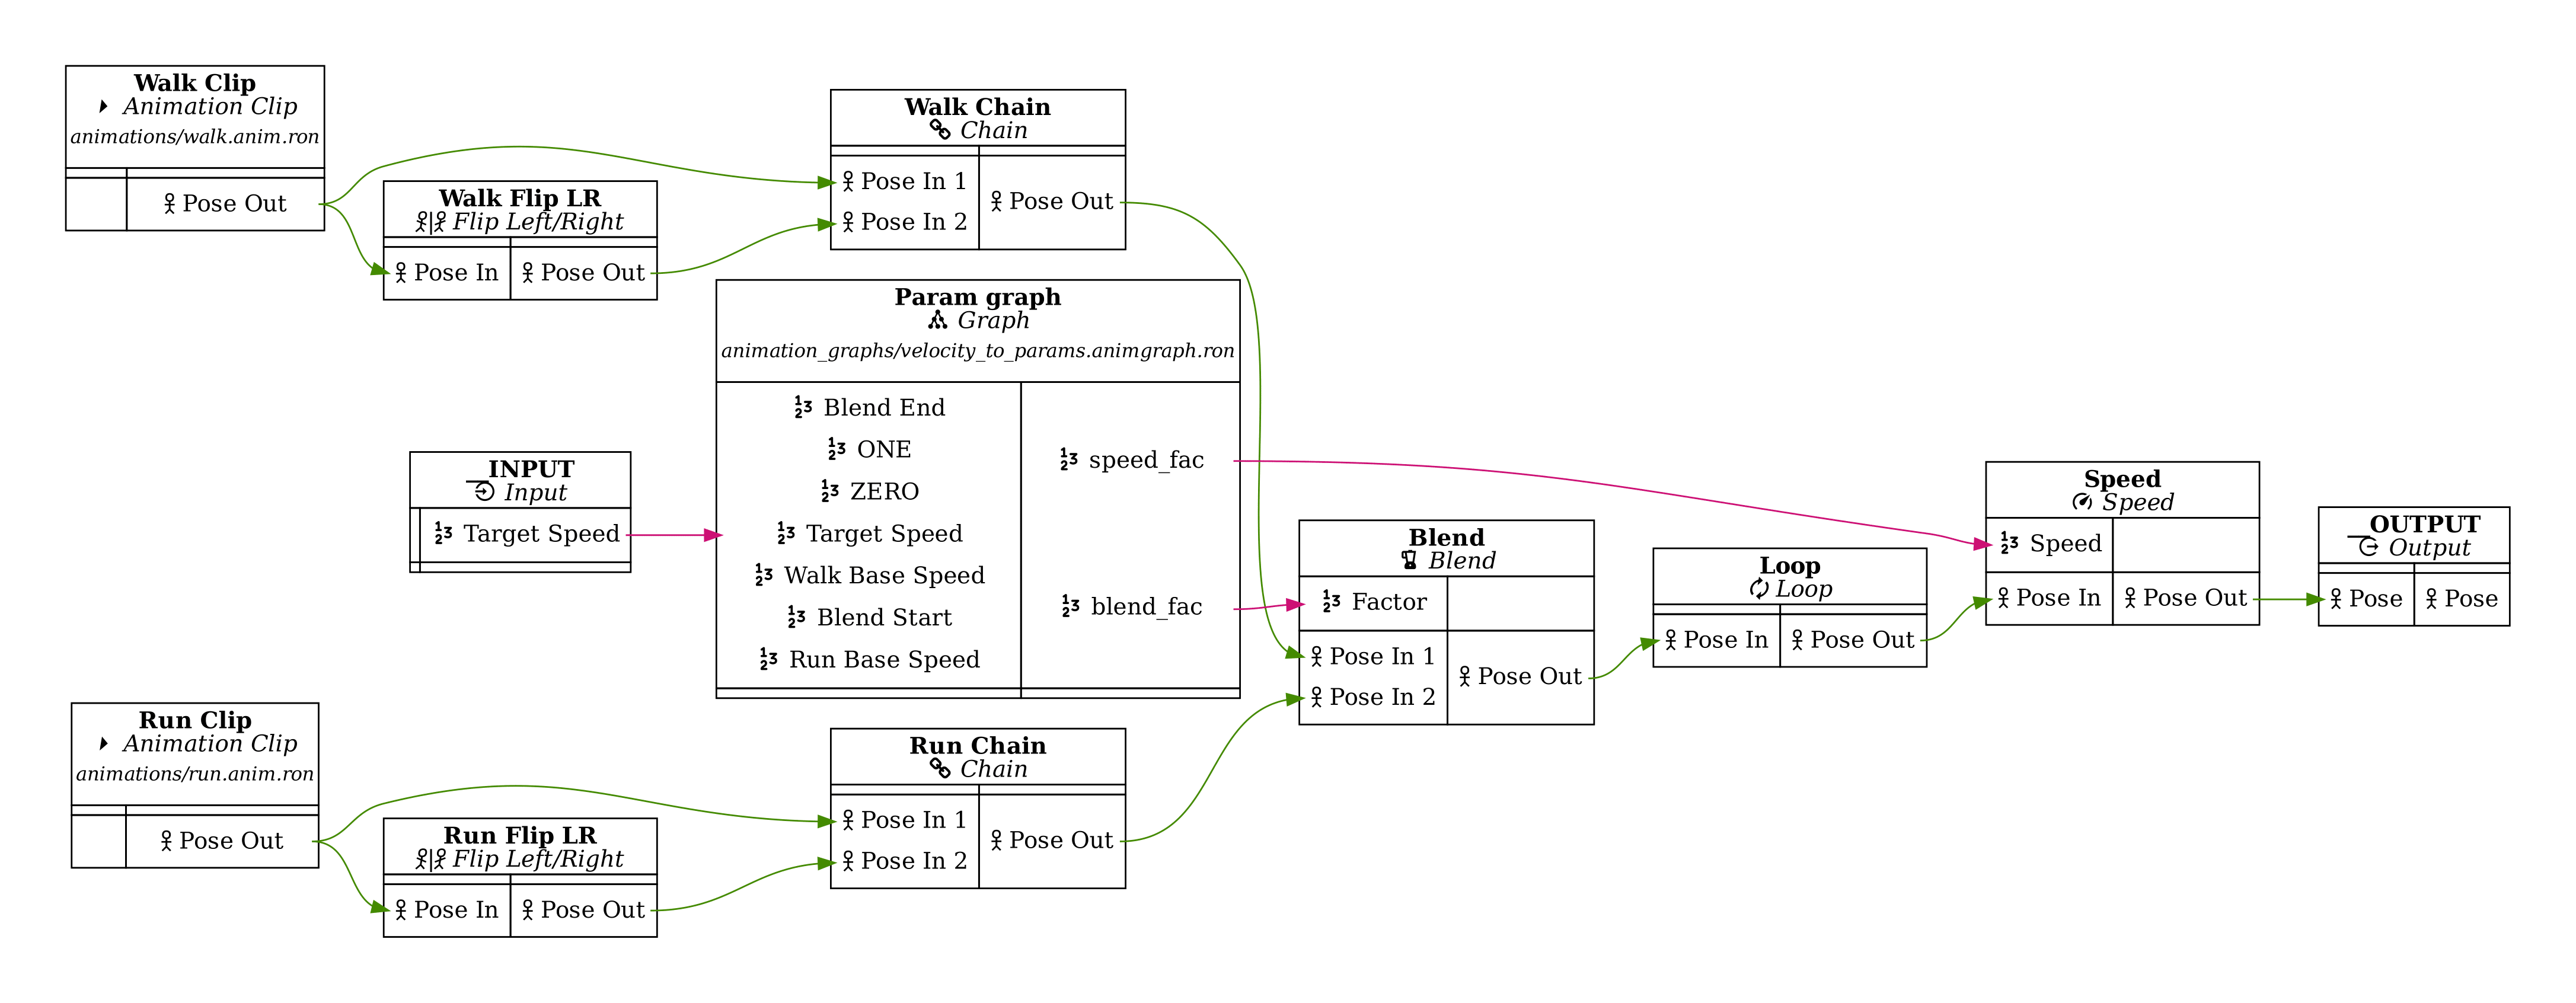 Walk Clip
Animation Clip
animations/walk.anim.ron
Pose Out
Walk Flip LR
Flip Left/Right
Pose In
Pose Out
Walk Chain
Chain
Pose In 1
Pose In 2
Pose Out
Param graph
Graph
animation_graphs/velocity_to_params.animgraph.ron
Blend End
ONE
ZERO
Target Speed
Walk Base Speed
Blend Start
Run Base Speed
speed_fac
blend_fac
INPUT
Input
Target Speed
Run Clip
Animation Clip
animations/run.anim.ron
Pose Out
Run Flip LR
Flip Left/Right
Pose In
Pose Out
Run Chain
Chain
Pose In 1
Pose In 2
Pose Out
Blend
Blend
Factor
Pose In 1
Pose In 2
Pose Out
Loop
Loop
Pose In
Pose Out
Speed
Speed
Speed
Pose In
Pose Out
OUTPUT
Output
Pose
Pose